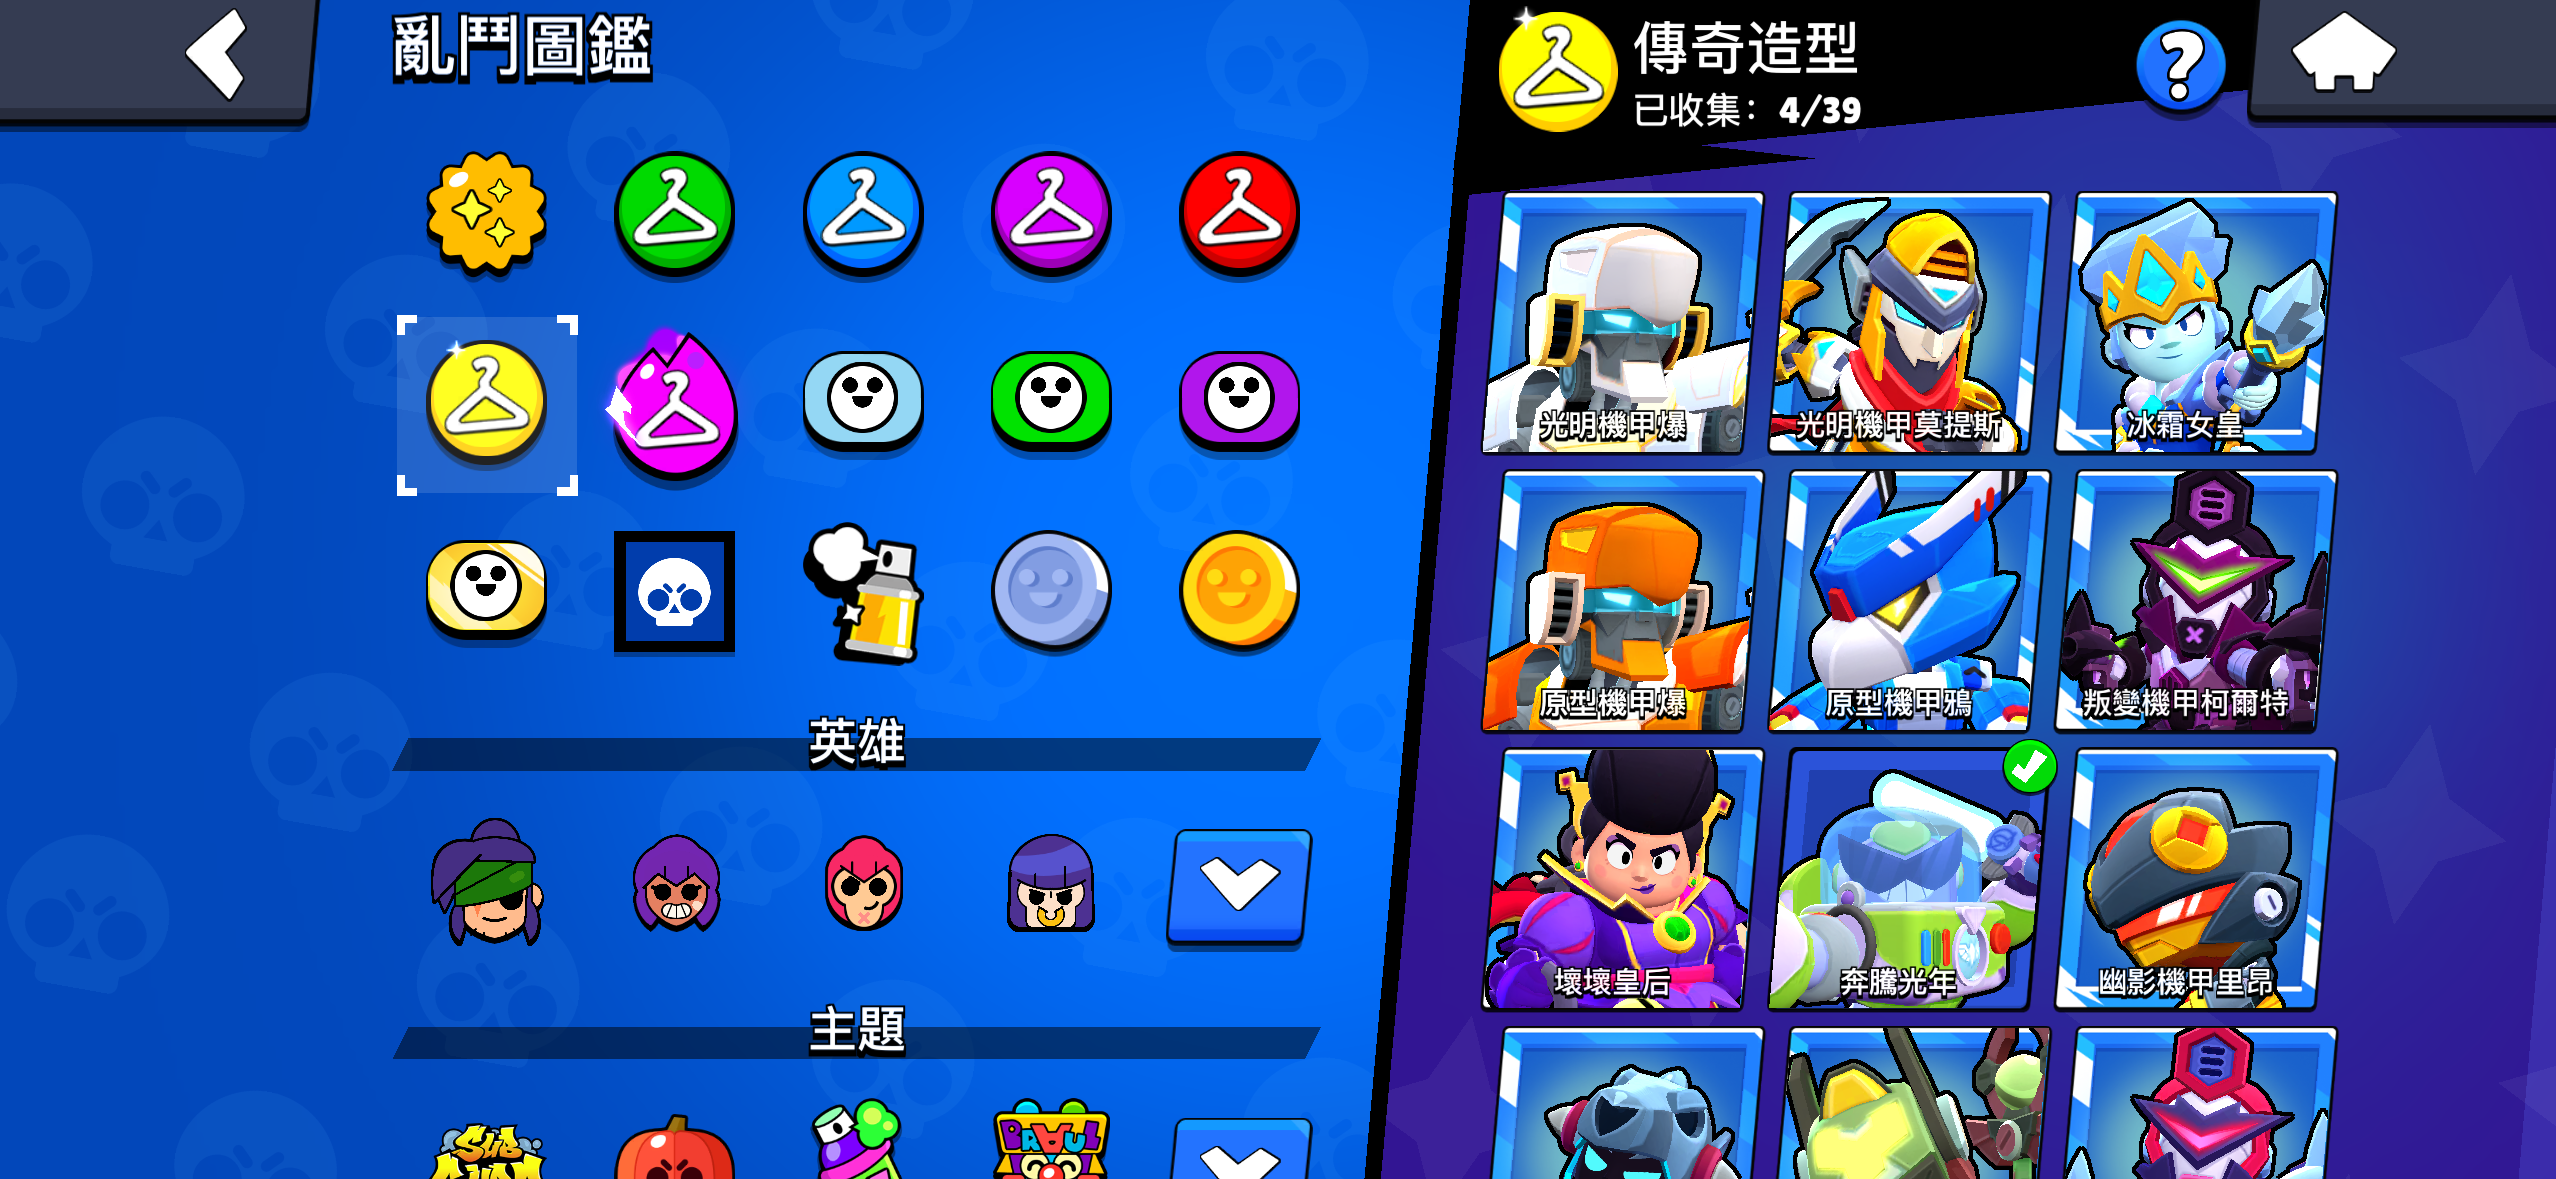 亂鬥圖鑑
傳奇造型
已收集：4/39
光明機甲爆
光明機甲莫提斯
冰霜女皇
原型機甲爆
原型機甲鴉
叛變機甲柯爾特
英雄
壞壞皇后
奔騰光年
幽影機甲里昂
主題
SUB
BRAWL